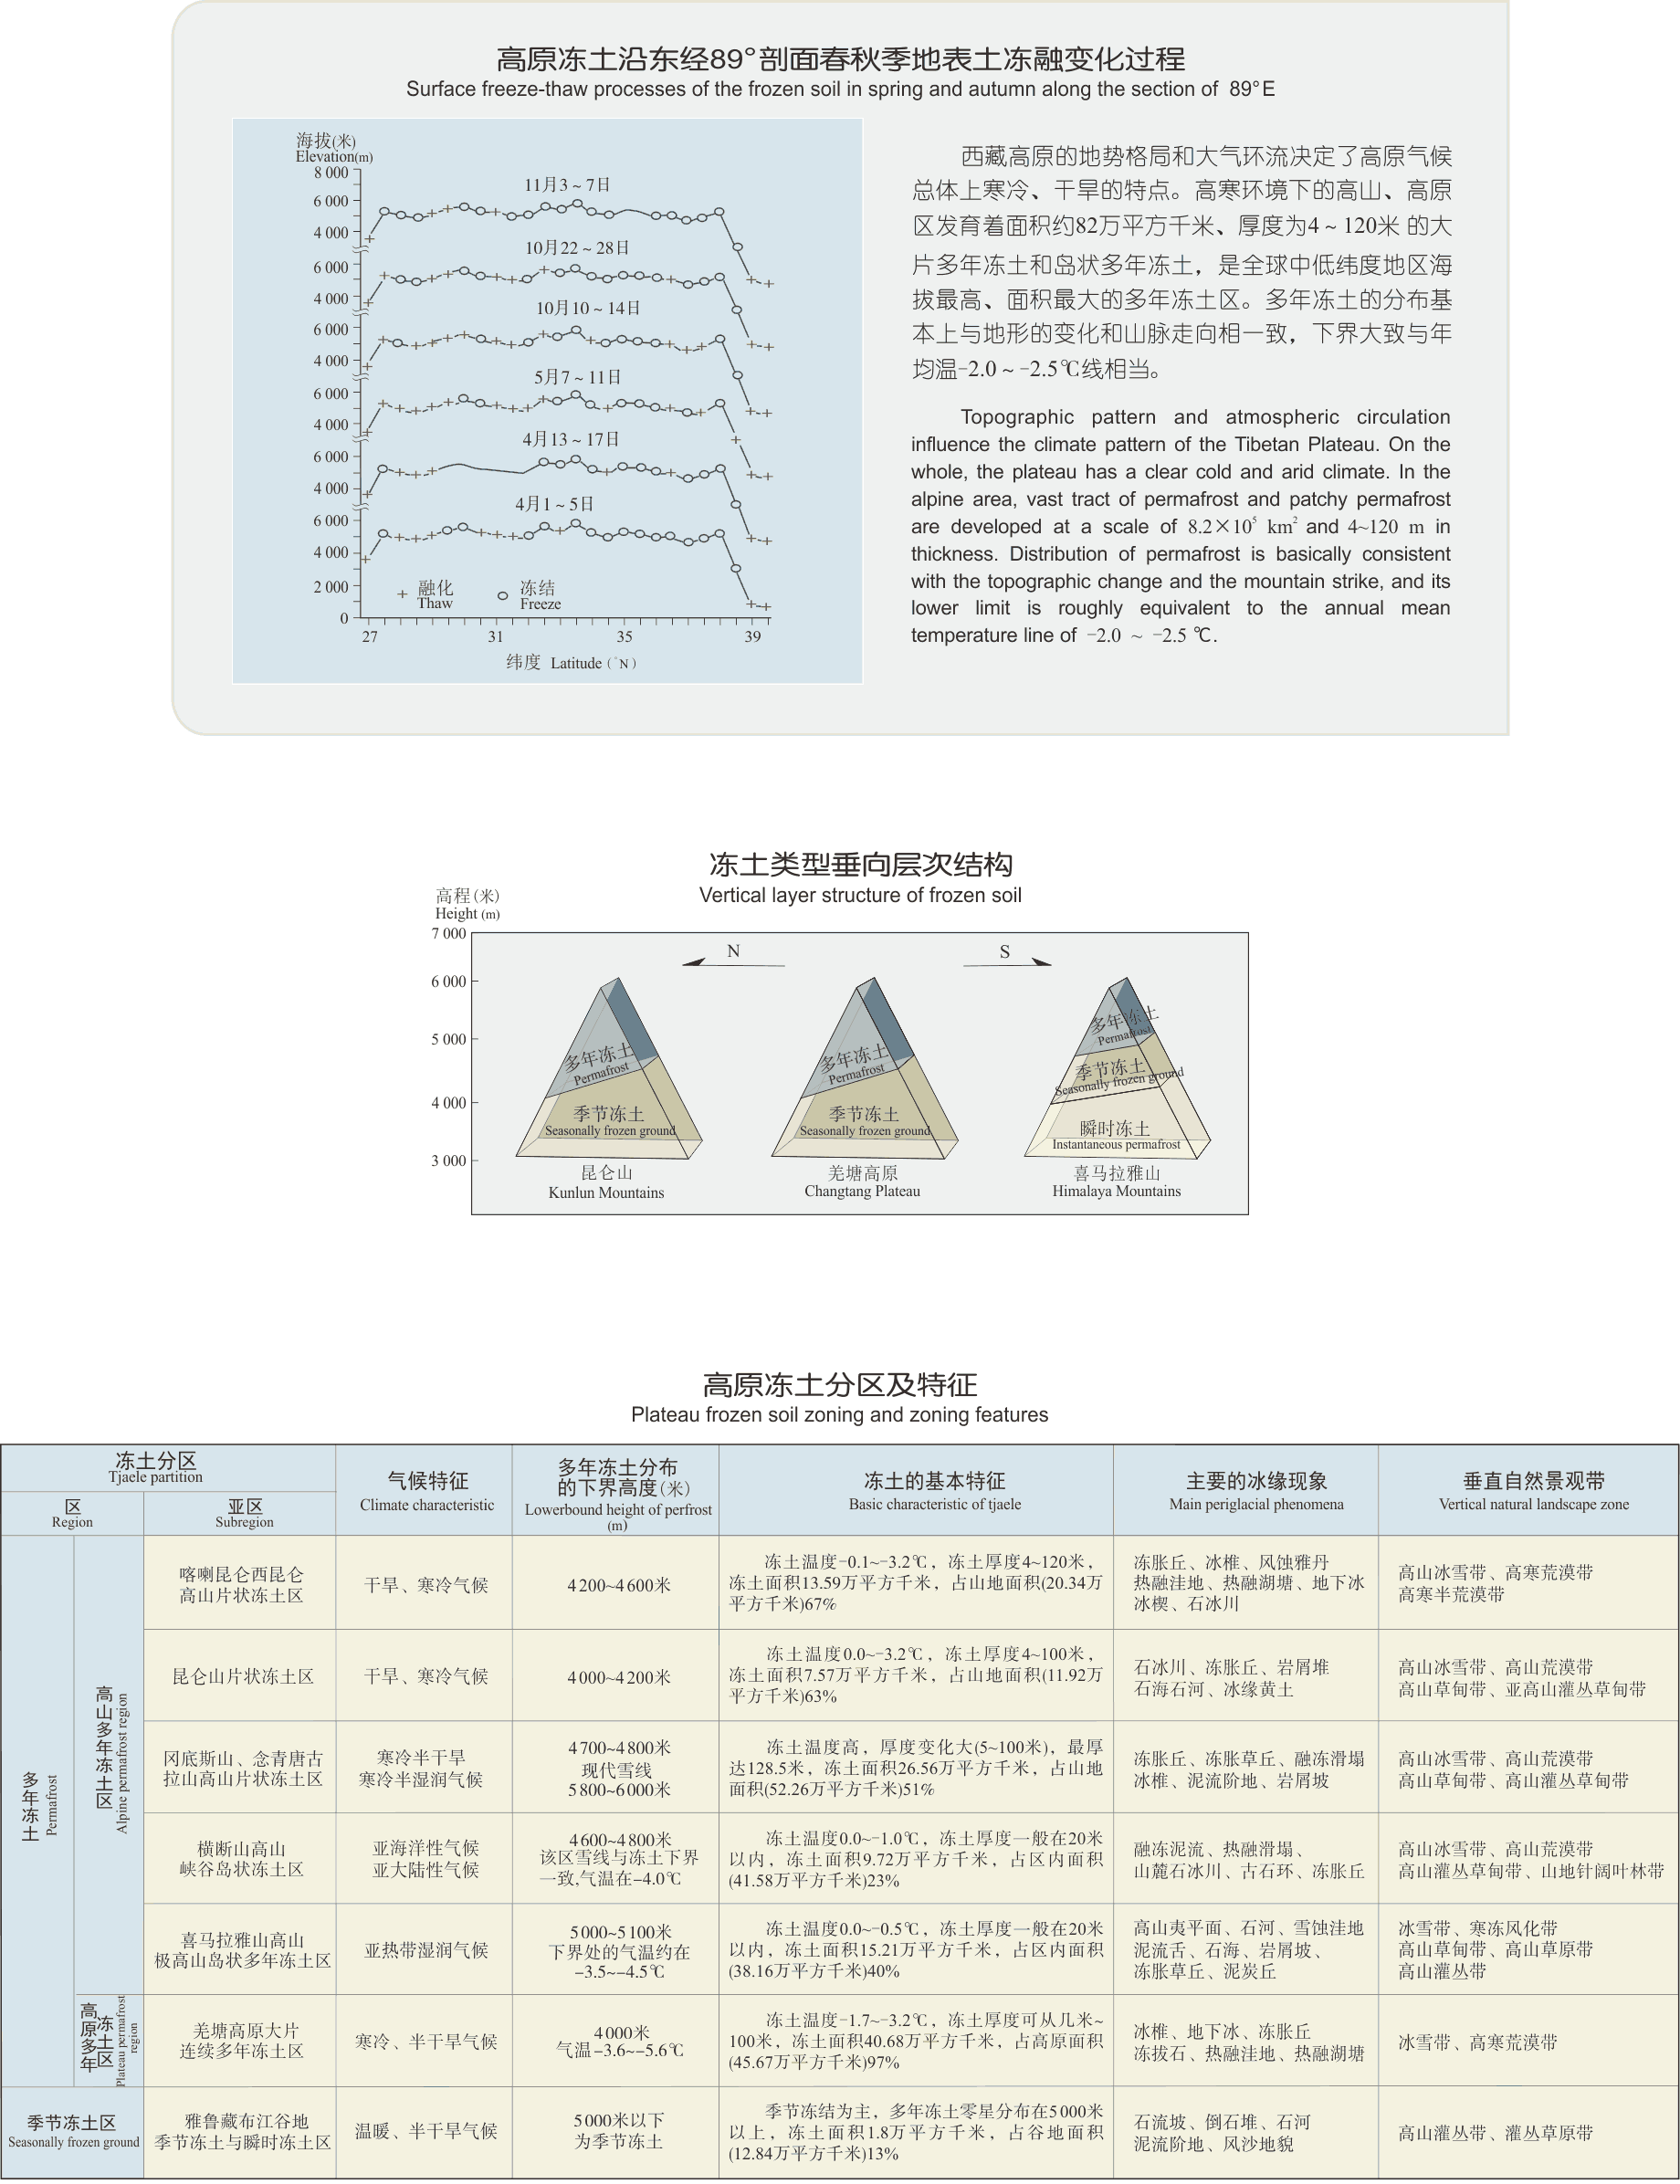 高原冻土沿东经89°剖面春秋季地表土冻融变化过程
Surface freeze-thaw processes of the frozen soil in spring and autumn along the section of 89°E
海拔(米)
Elevation(m)
8 000
11月3～7日
6 000
4 000
10月22～28日
6 000
4 000
10月10～14日
6 000
4 000
5月7～11日
6 000
4 000
4月13～17日
6 000
4 000
4月1～5日
6 000
4 000
2 000
+ 融化 ○ 冻结
Thaw Freeze
0
27 31 35 39
纬度 Latitude (°N)
西藏高原的地势格局和大气环流决定了高原气候
总体上寒冷、干旱的特点。高寒环境下的高山、高原
区发育着面积约82万平方千米、厚度为4～120米 的大
片多年冻土和岛状多年冻土，是全球中低纬度地区海
拔最高、面积最大的多年冻土区。多年冻土的分布基
本上与地形的变化和山脉走向相一致，下界大致与年
均温-2.0～-2.5℃线相当。
Topographic pattern and atmospheric circulation
influence the climate pattern of the Tibetan Plateau. On the
whole, the plateau has a clear cold and arid climate. In the
alpine area, vast tract of permafrost and patchy permafrost
are developed at a scale of 8.2×10⁵ km² and 4~120 m in
thickness. Distribution of permafrost is basically consistent
with the topographic change and the mountain strike, and its
lower limit is roughly equivalent to the annual mean
temperature line of -2.0 ~ -2.5 ℃.
冻土类型垂向层次结构
Vertical layer structure of frozen soil
高程(米)
Height (m)
7 000
N S
6 000
5 000
4 000
3 000
多年冻土
Permafrost
季节冻土
Seasonally frozen ground
昆仑山
Kunlun Mountains
多年冻土
Permafrost
季节冻土
Seasonally frozen ground
羌塘高原
Changtang Plateau
多年冻土
Permafrost
季节冻土
Seasonally frozen ground
瞬时冻土
Instantaneous permafrost
喜马拉雅山
Himalaya Mountains
高原冻土分区及特征
Plateau frozen soil zoning and zoning features
冻土分区
Tjaele partition
区
Region
亚区
Subregion
气候特征
Climate characteristic
多年冻土分布
的下界高度(米)
Lowerbound height of perfrost
(m)
冻土的基本特征
Basic characteristic of tjaele
主要的冰缘现象
Main periglacial phenomena
垂直自然景观带
Vertical natural landscape zone
多年冻土
Permafrost
高山多年冻土区
Alpine permafrost region
喀喇昆仑西昆仑
高山片状冻土区
干旱、寒冷气候
4200~4600米
冻土温度-0.1~-3.2℃，冻土厚度4~120米，
冻土面积13.59万平方千米，占山地面积(20.34万
平方千米)67%
冻胀丘、冰椎、风蚀雅丹
热融洼地、热融湖塘、地下冰
冰楔、石冰川
高山冰雪带、高寒荒漠带
高寒半荒漠带
昆仑山片状冻土区
干旱、寒冷气候
4000~4200米
冻土温度0.0~-3.2℃，冻土厚度4~100米，
冻土面积7.57万平方千米，占山地面积(11.92万
平方千米)63%
石冰川、冻胀丘、岩屑堆
石海石河、冰缘黄土
高山冰雪带、高山荒漠带
高山草甸带、亚高山灌丛草甸带
冈底斯山、念青唐古
拉山高山片状冻土区
寒冷半干旱
寒冷半湿润气候
4700~4800米
现代雪线
5800~6000米
冻土温度高，厚度变化大(5~100米)，最厚
达128.5米，冻土面积26.56万平方千米，占山地
面积(52.26万平方千米)51%
冻胀丘、冻胀草丘、融冻滑塌
冰椎、泥流阶地、岩屑坡
高山冰雪带、高山荒漠带
高山草甸带、高山灌丛草甸带
横断山高山
峡谷岛状冻土区
亚海洋性气候
亚大陆性气候
4600~4800米
该区雪线与冻土下界
一致,气温在-4.0℃
冻土温度0.0~-1.0℃，冻土厚度一般在20米
以内，冻土面积9.72万平方千米，占区内面积
(41.58万平方千米)23%
融冻泥流、热融滑塌、
山麓石冰川、古石环、冻胀丘
高山冰雪带、高山荒漠带
高山灌丛草甸带、山地针阔叶林带
喜马拉雅山高山
极高山岛状多年冻土区
亚热带湿润气候
5000~5100米
下界处的气温约在
-3.5~-4.5℃
冻土温度0.0~-0.5℃，冻土厚度一般在20米
以内，冻土面积15.21万平方千米，占区内面积
(38.16万平方千米)40%
高山夷平面、石河、雪蚀洼地
泥流舌、石海、岩屑坡、
冻胀草丘、泥炭丘
冰雪带、寒冻风化带
高山草甸带、高山草原带
高山灌丛带
高原多年冻土区
Plateau permafrost region
羌塘高原大片
连续多年冻土区
寒冷、半干旱气候
4000米
气温-3.6~-5.6℃
冻土温度-1.7~-3.2℃，冻土厚度可从几米~
100米，冻土面积40.68万平方千米，占高原面积
(45.67万平方千米)97%
冰椎、地下冰、冻胀丘
冻拔石、热融洼地、热融湖塘
冰雪带、高寒荒漠带
季节冻土区
Seasonally frozen ground
雅鲁藏布江谷地
季节冻土与瞬时冻土区
温暖、半干旱气候
5000米以下
为季节冻土
季节冻结为主，多年冻土零星分布在5000米
以上，冻土面积1.8万平方千米，占谷地面积
(12.84万平方千米)13%
石流坡、倒石堆、石河
泥流阶地、风沙地貌
高山灌丛带、灌丛草原带